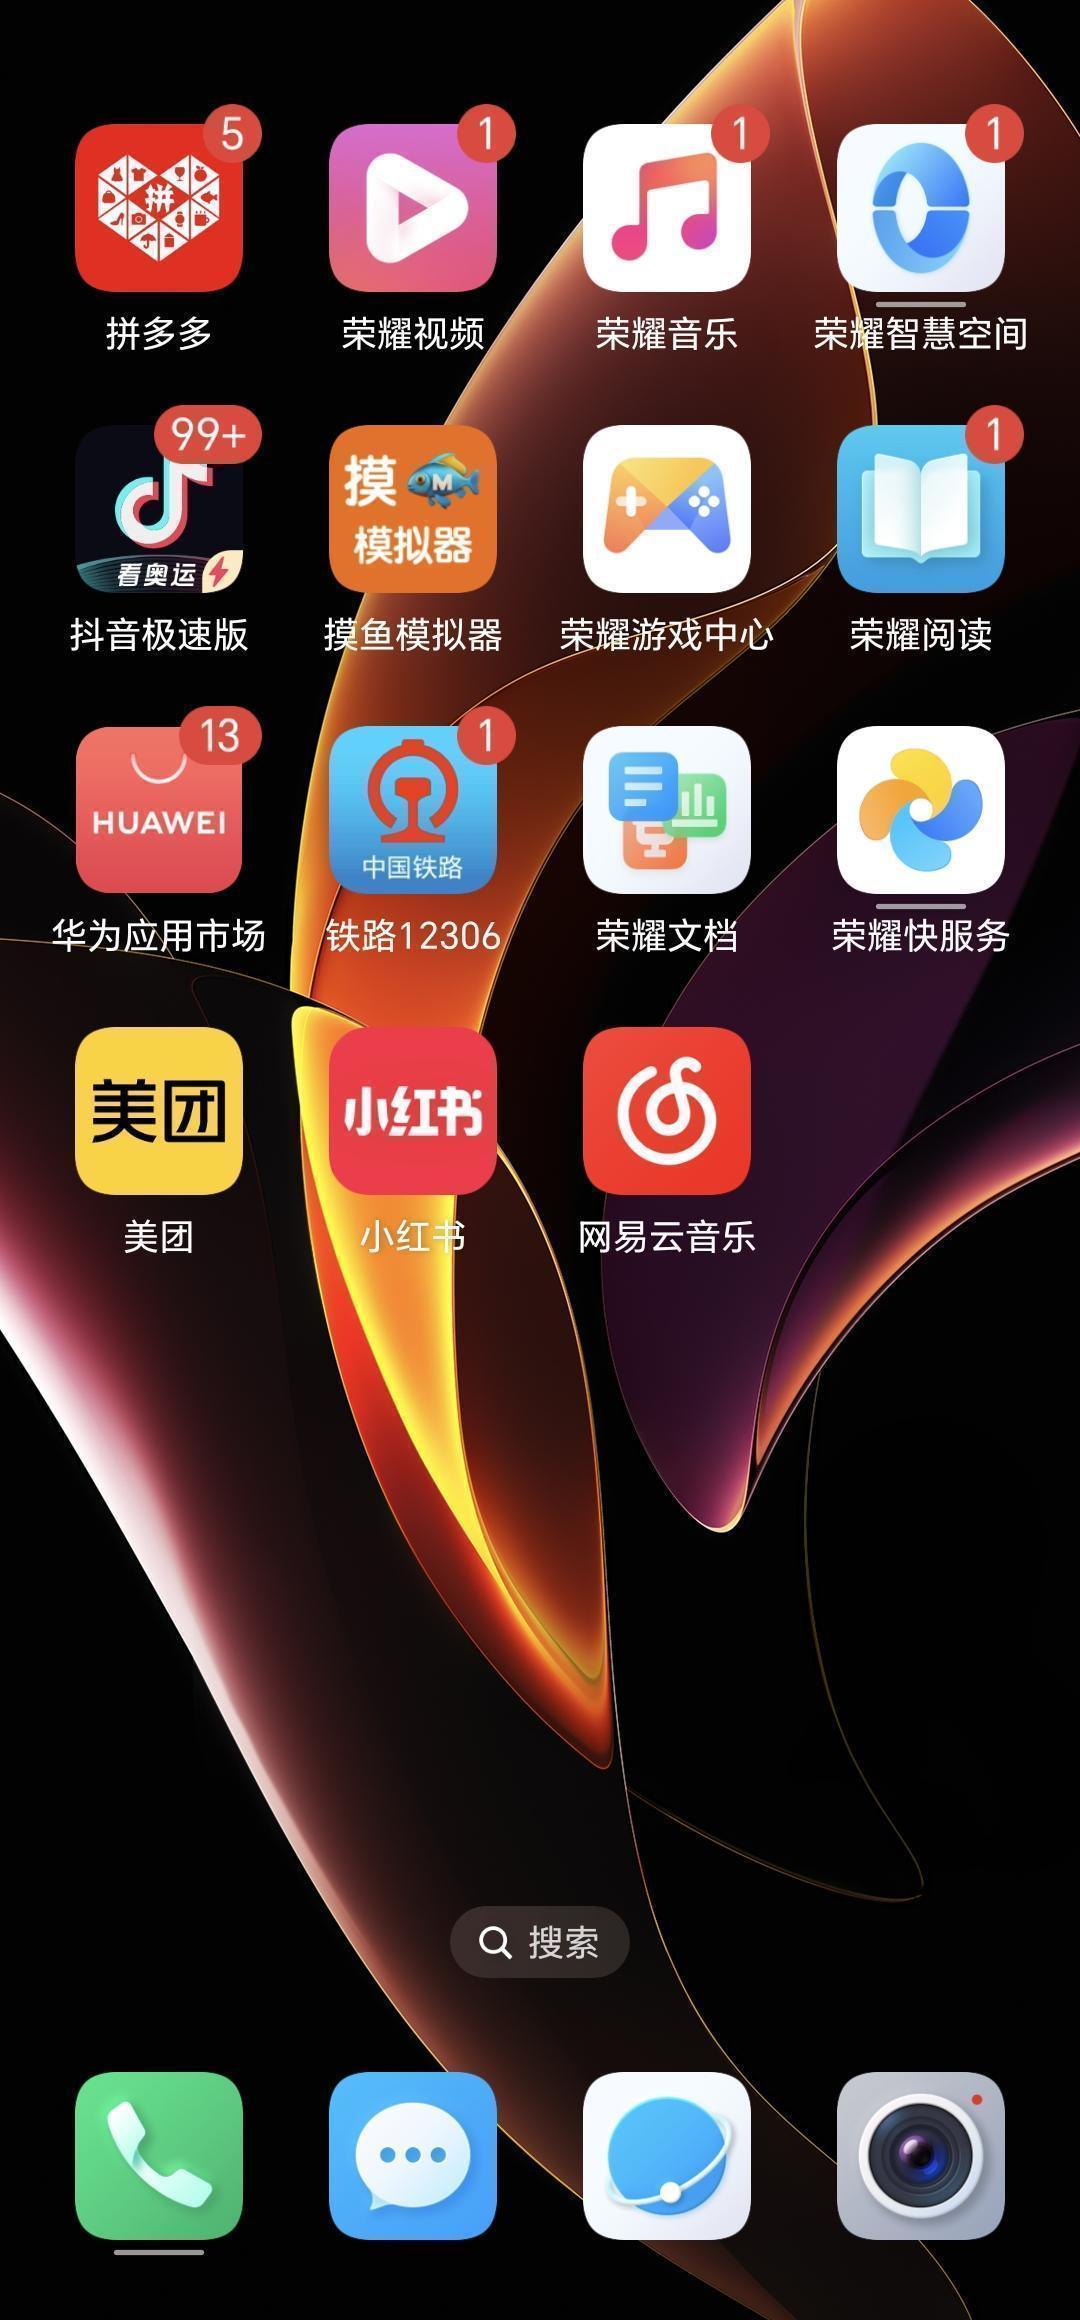 5
1
1
1
拼
拼多多
荣耀视频
荣耀音乐
荣耀智慧空间
99+
1
摸
M
模拟器
看奥运
抖音极速版
摸鱼模拟器
荣耀游戏中心
荣耀阅读
13
1
HUAWEI
中国铁路
华为应用市场
铁路12306
荣耀文档
荣耀快服务
美团
小红书
美团
小红书
网易云音乐
搜索